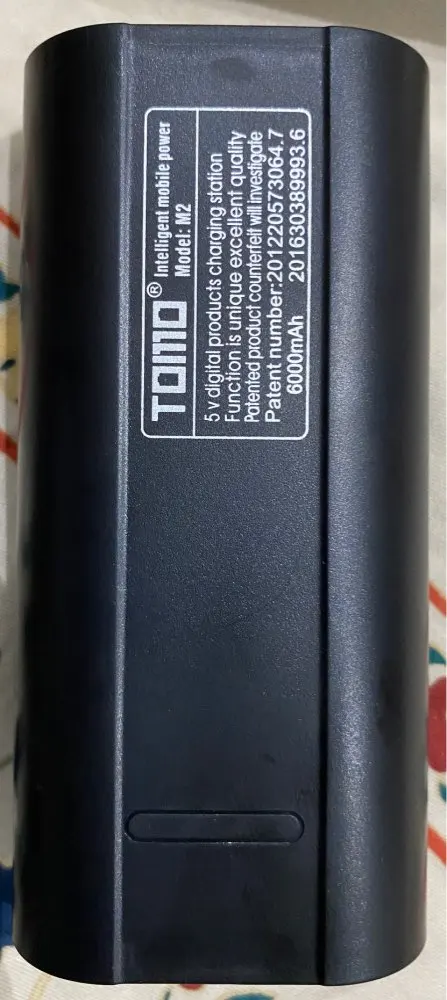 TOMO® Intelligent mobile power
Model: M2
5 v digital products charging station
Function is unique excellent quality
Patented product counterfeit will Investigate
Patent number:201220573064.7
6000mAh 201630389993.6